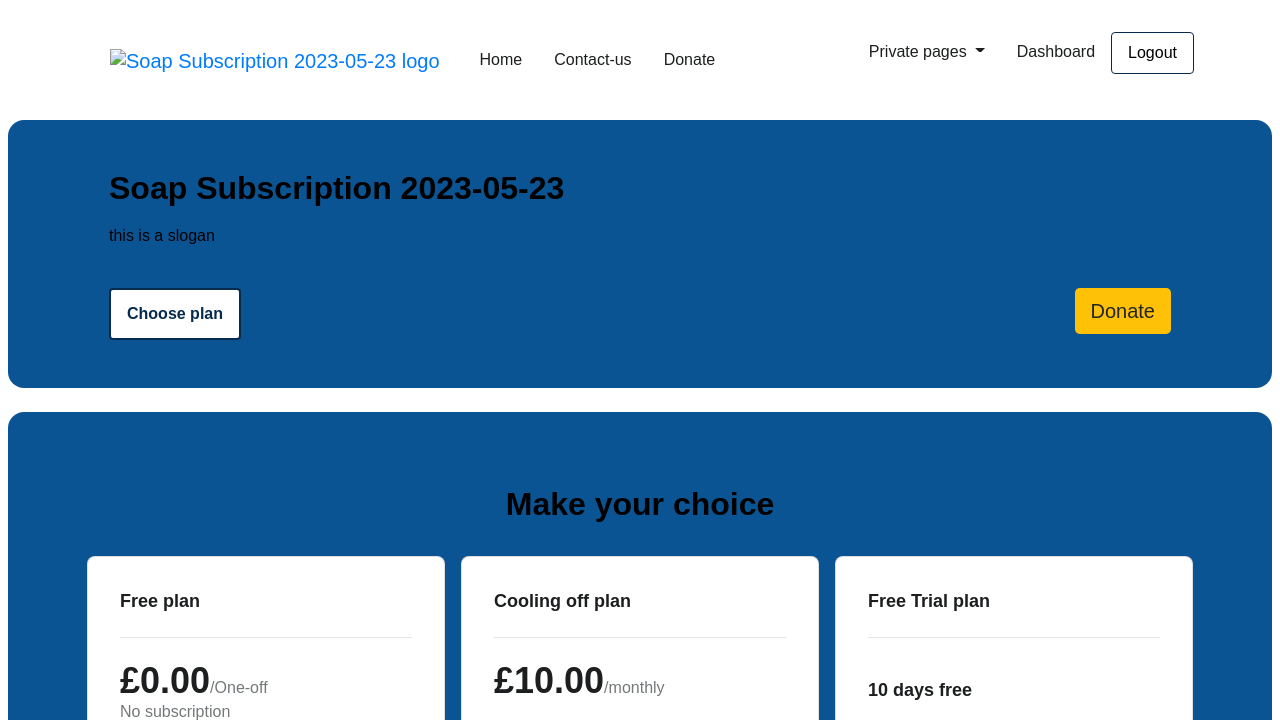 Soap Subscription 2023-05-23 logo
Home
Contact-us
Donate
Private pages
Dashboard
Logout
Soap Subscription 2023-05-23
this is a slogan
Choose plan
Donate
Make your choice
Free plan
£0.00/One-off
No subscription
Cooling off plan
£10.00/monthly
Free Trial plan
10 days free